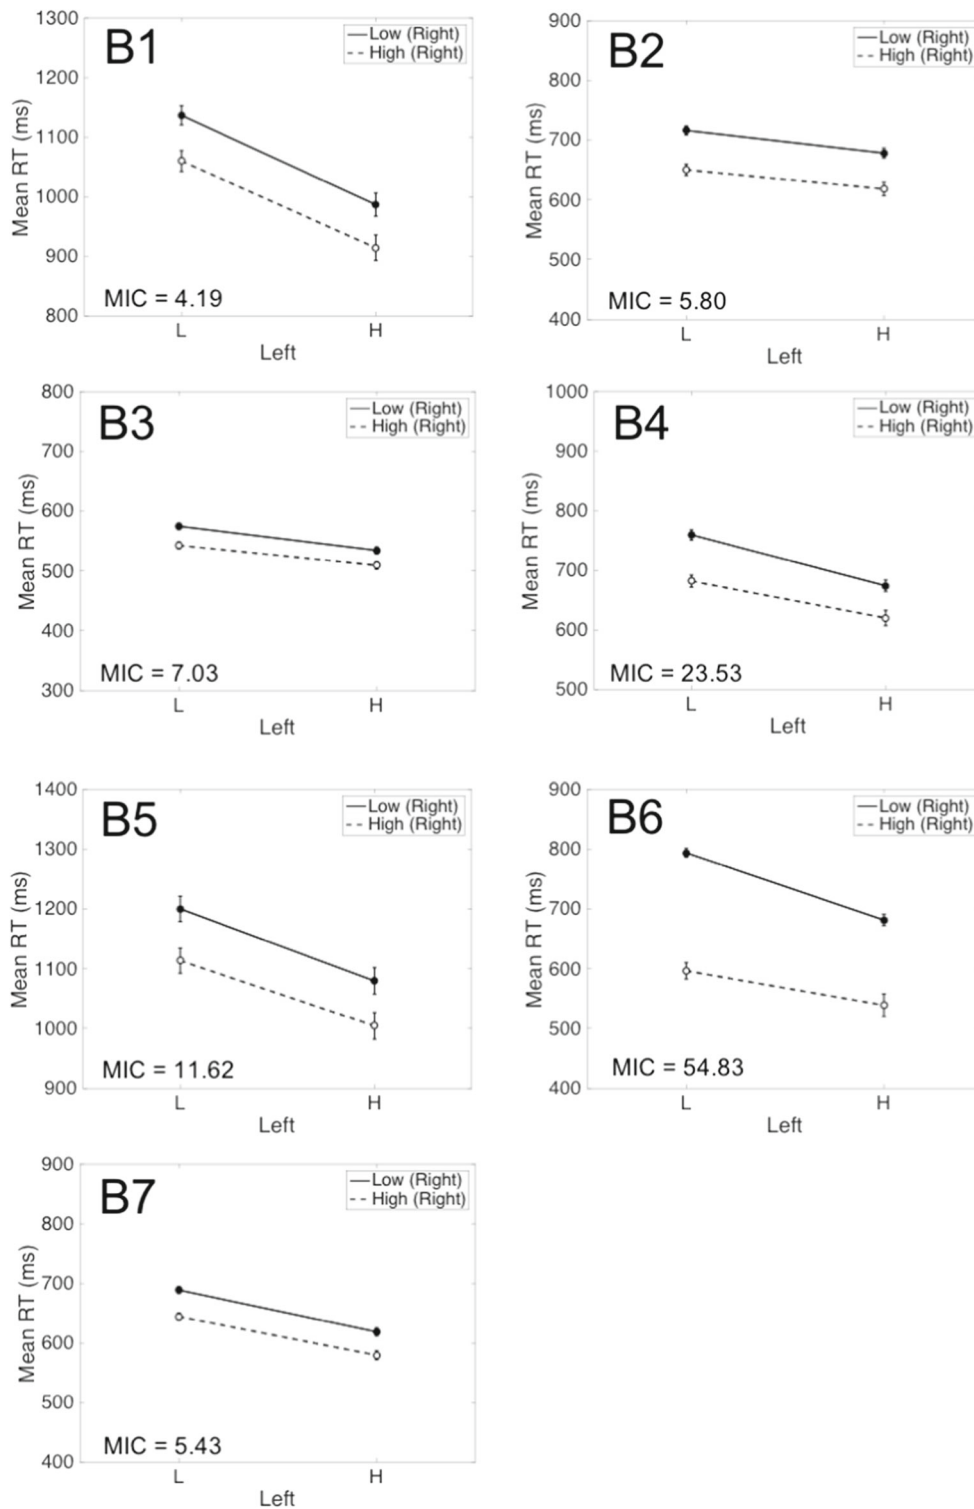 B1
Low (Right)
High (Right)
Mean RT (ms)
1300
1200
1100
1000
900
800
MIC = 4.19
L
H
Left
B2
Low (Right)
High (Right)
Mean RT (ms)
900
800
700
600
500
400
MIC = 5.80
L
H
Left
B3
Low (Right)
High (Right)
Mean RT (ms)
800
700
600
500
400
300
MIC = 7.03
L
H
Left
B4
Low (Right)
High (Right)
Mean RT (ms)
1000
900
800
700
600
500
MIC = 23.53
L
H
Left
B5
Low (Right)
High (Right)
Mean RT (ms)
1400
1300
1200
1100
1000
900
MIC = 11.62
L
H
Left
B6
Low (Right)
High (Right)
Mean RT (ms)
900
800
700
600
500
400
MIC = 54.83
L
H
Left
B7
Low (Right)
High (Right)
Mean RT (ms)
900
800
700
600
500
400
MIC = 5.43
L
H
Left